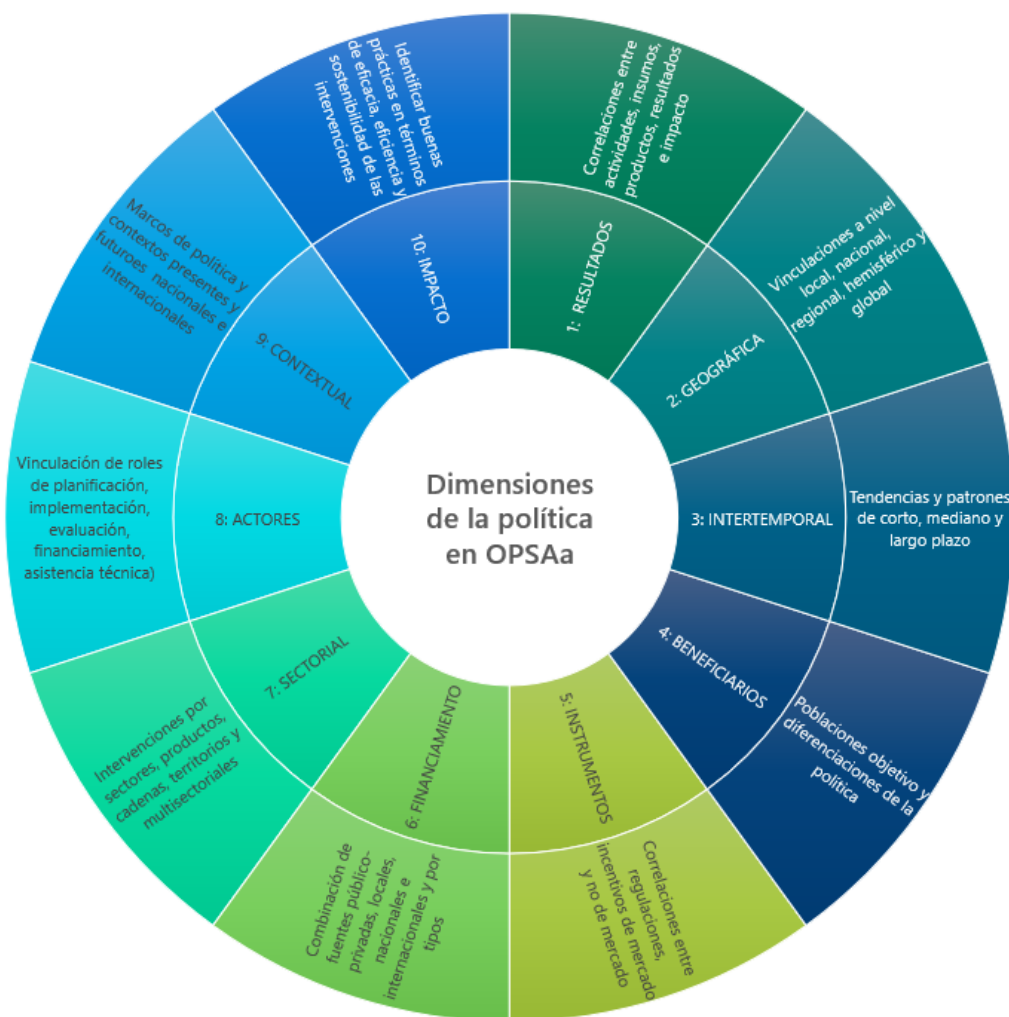 Dimensiones
de la política
en OPSAa
1: RESULTADOS
Correlaciones entre
actividades, insumos,
productos, resultados
e impacto
2: GEOGRÁFICA
Vinculaciones a nivel
local, nacional,
regional, hemisférico y
global
3: INTERTEMPORAL
Tendencias y patrones
de corto, mediano y
largo plazo
4: BENEFICIARIOS
Poblaciones objetivo y
diferenciaciones de la
política
5: INSTRUMENTOS
Correlaciones entre
regulaciones,
incentivos de mercado
y no de mercado
6: FINANCIAMIENTO
Combinación de
fuentes público-
privadas, locales,
nacionales e
internacionales y por
tipos
7: SECTORIAL
Intervenciones por
sectores, productos,
cadenas, territorios y
multisectoriales
8: ACTORES
Vinculación de roles
de planificación,
implementación,
evaluación,
financiamiento,
asistencia técnica)
9: CONTEXTUAL
Marcos de política y
contextos presentes y
futuroes nacionales e
internacionales
10: IMPACTO
Identificar buenas
prácticas en términos
de eficacia, eficiencia y
sostenibilidad de las
intervenciones